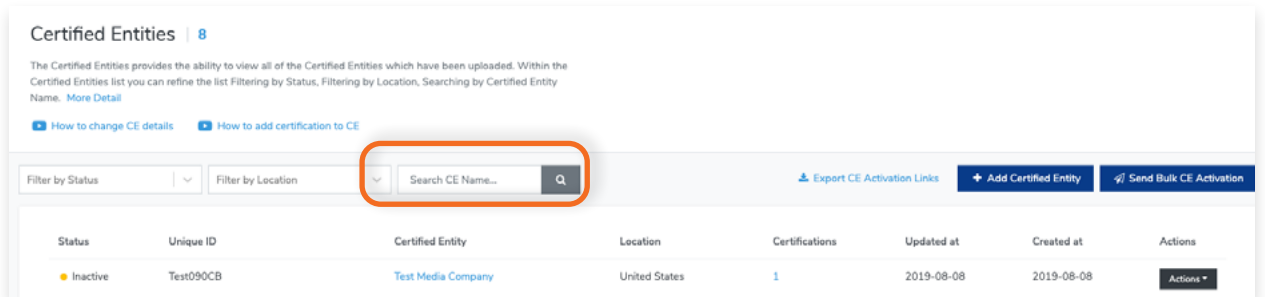 Certified Entities | 8
The Certified Entities provides the ability to view all of the Certified Entities which have been uploaded. Within the
Certified Entities list you can refine the list Filtering by Status, Filtering by Location, Searching by Certified Entity
Name. More Detail
How to change CE details How to add certification to CE
Filter by Status Filter by Location Search CE Name... Export CE Activation Links + Add Certified Entity Send Bulk CE Activation
Status Unique ID Certified Entity Location Certifications Updated at Created at Actions
Inactive Test090CB Test Media Company United States 1 2019-08-08 2019-08-08 Actions